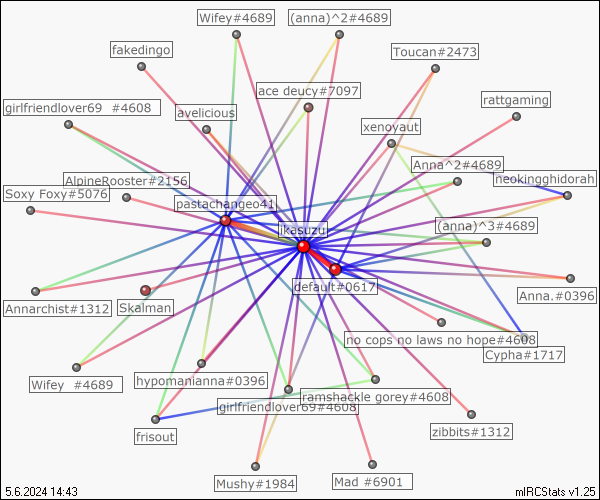 Wifey#4689
(anna)^2#4689
fakedingo
Toucan#2473
ace deucy#7097
rattgaming
girlfriendlover69 #4608
avelicious
xenoyaut
Anna^2#4689
AlpineRooster#2156
neokingghidorah
Soxy Foxy#5076
pastachangeo41
ikasuzu
(anna)^3#4689
default#0617
Anna.#0396
Annarchist#1312
Skalman
no cops no laws no hope#4608
Cypha#1717
Wifey #4689
hypomanianna#0396
ramshackle gorey#4608
girlfriendlover69#4608
frisout
zibbits#1312
Mushy#1984
Mad #6901
5.6.2024 14:43
mIRCStats v1.25